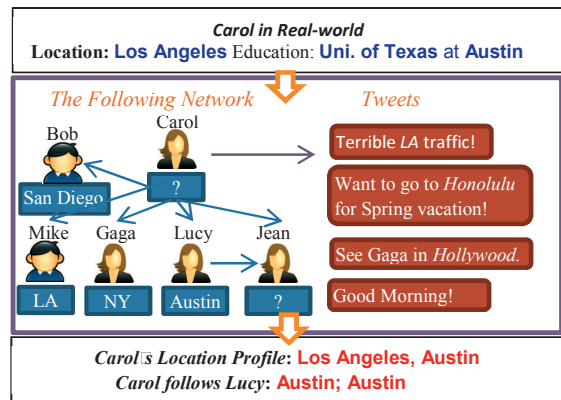 Carol in Real-world
Location: Los Angeles Education: Uni. of Texas at Austin
The Following Network
Tweets
Carol
Bob
?
San Diego
Mike
Gaga
Lucy
Jean
LA
NY
Austin
?
Terrible LA traffic!
Want to go to Honolulu
for Spring vacation!
See Gaga in Hollywood.
Good Morning!
Carol□s Location Profile: Los Angeles, Austin
Carol follows Lucy: Austin; Austin